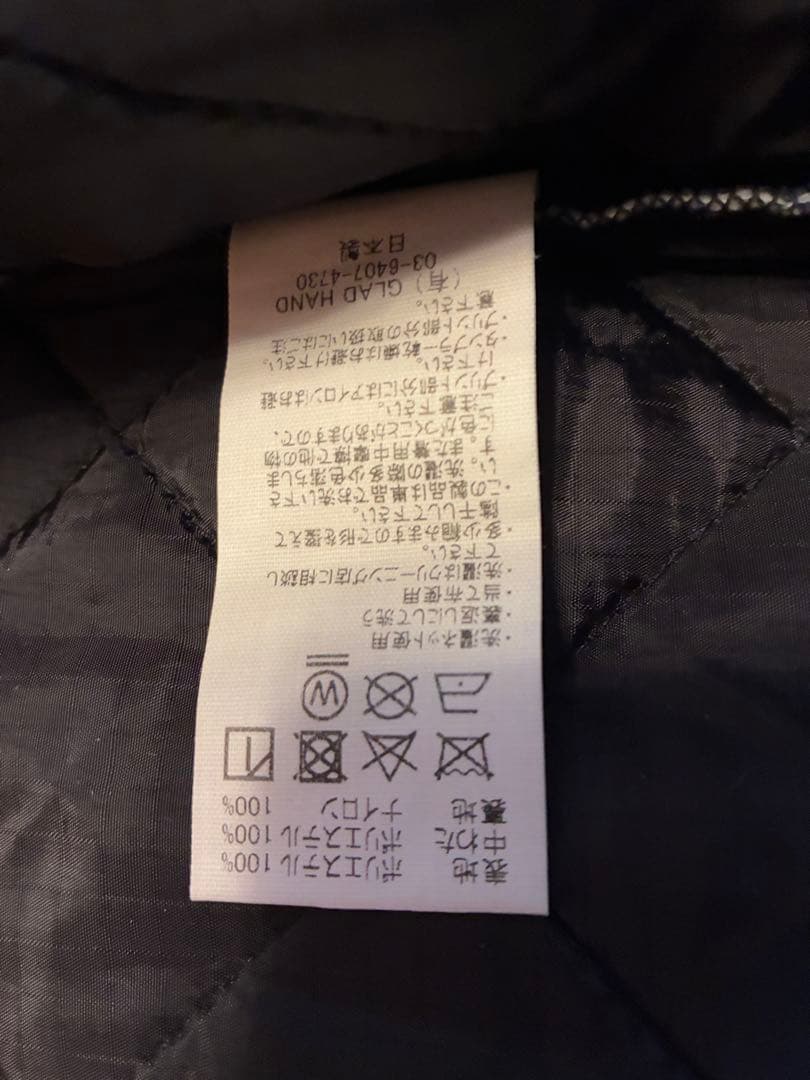 表地 ポリエステル 100%
中わた ポリエステル 100%
裏地 ナイロン 100%
W
・洗濯ネット使用
・裏返しにして洗う
・当て布使用
・洗濯はクリーニング店に相談し
て下さい。
・多少縮みますので形を整えて
陰干しして下さい。
・この製品は単品でお洗い下さ
い。洗濯の際多少色落ちしま
す。また着用中摩擦で他の物
に色がつくことがありますので、
ご注意下さい。
・プリント部分にはアイロンはお避
け下さい。
・タンブラー乾燥はお避け下さい。
・プリント部分の取扱いにはご注
意下さい。
(有) GLAD HAND
03-6407-4730
日本製